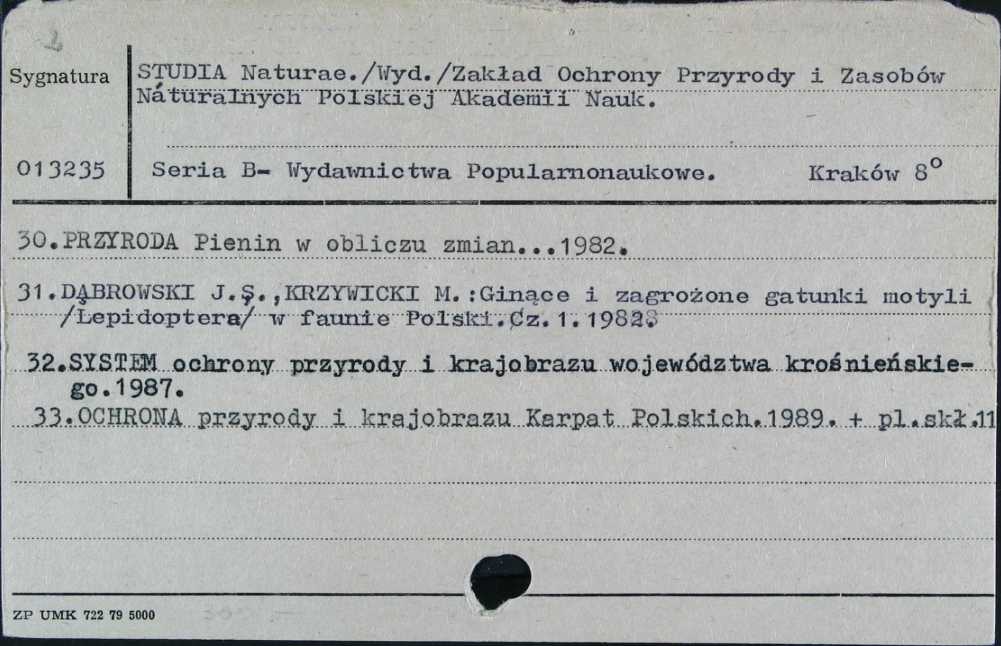 Sygnatura
STUDIA Naturae./Wyd./Zakład Ochrony Przyrody i Zasobów
Naturalnych Polskiej Akademii Nauk.
013235
Seria B- Wydawnictwa Popularnonaukowe. Kraków 8°
30.PRZYRODA Pienin w obliczu zmian...1982.
31.DĄBROWSKI J.S.,KRZYWICKI M.:Ginące i zagrożone gatunki motyli
/Lepidoptera/ w faunie Polski.Cz.1.1982.
32.SYSTEM ochrony przyrody i krajobrazu województwa krośnieńskie-
go.1987.
33.OCHRONA przyrody i krajobrazu Karpat Polskich.1989. + pl.skł.11
ZP UMK 722 79 5000